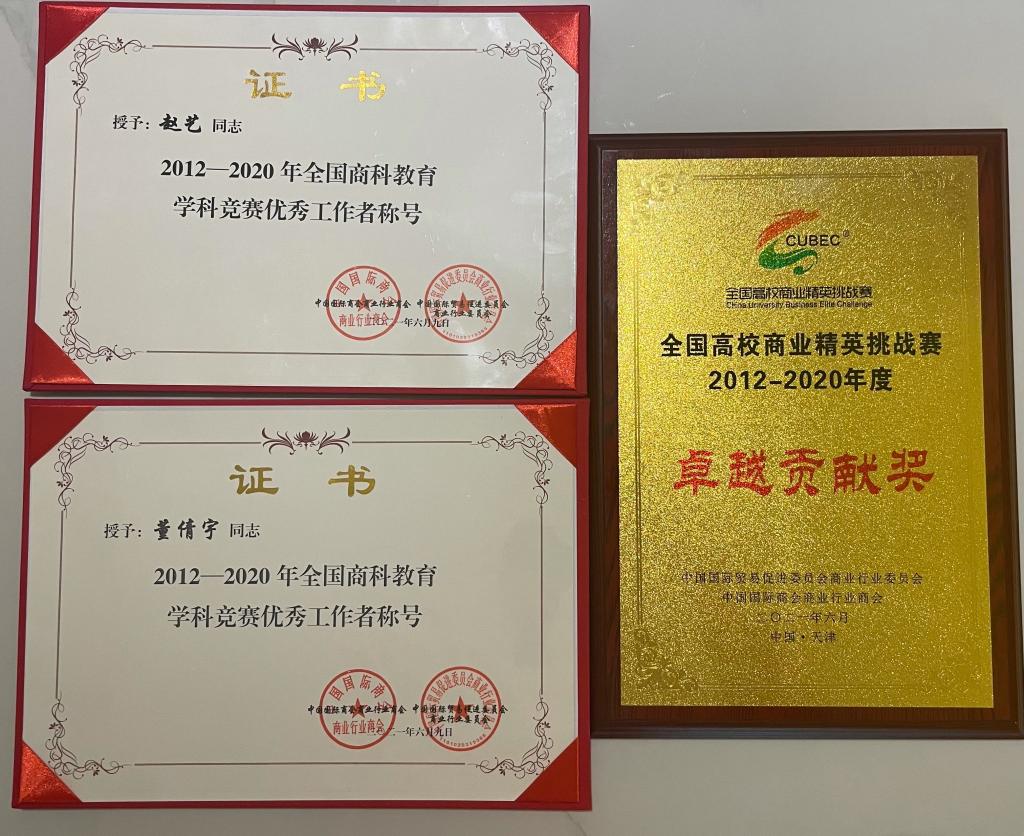 证 书
授予：赵艺 同志
2012—2020 年全国商科教育
学科竞赛优秀工作者称号
中国国际商会商业行业商会 中国国际贸易促进委员会
商业行业委员会
二〇二一年六月九日
证 书
授予：董倩宇 同志
2012—2020 年全国商科教育
学科竞赛优秀工作者称号
中国国际商会商业行业商会 中国国际贸易促进委员会
商业行业委员会
二〇二一年六月九日
CUBEC®
全国高校商业精英挑战赛
China University Business Elite Challenge
全国高校商业精英挑战赛
2012-2020年度
卓越贡献奖
中国国际贸易促进委员会商业行业委员会
中国国际商会商业行业商会
二〇二一年六月
中国·天津